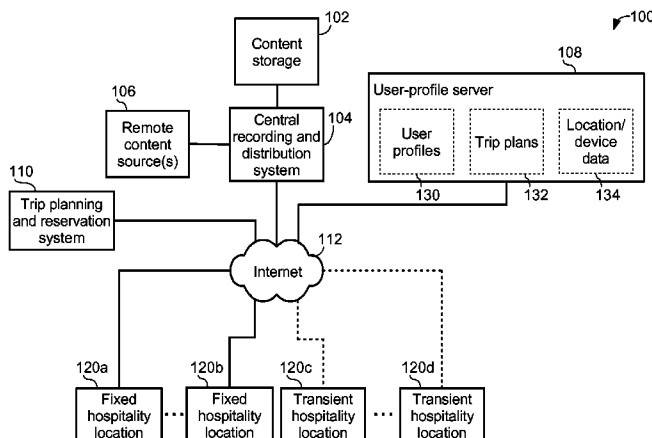 100
102
Content
storage
108
User-profile server
User
profiles
Trip plans
Location/
device
data
130
132
134
106
Remote
content
source(s)
104
Central
recording and
distribution
system
110
Trip planning
and reservation
system
112
Internet
120a
Fixed
hospitality
location
120b
Fixed
hospitality
location
120c
Transient
hospitality
location
120d
Transient
hospitality
location